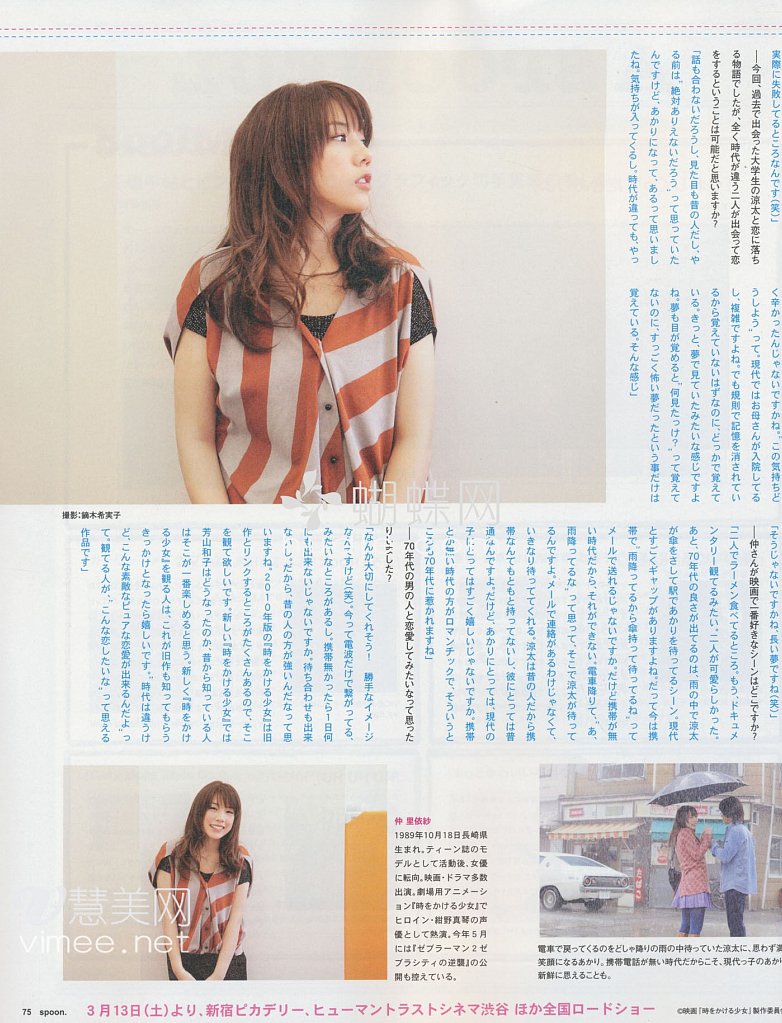 実際に失敗してるところなんです(笑)」
──今回、過去で出会った大学生の涼太と恋に落ち
る物語でしたが、全く時代が違う二人が出会って恋
をするということは可能だと思いますか?
「話も合わないだろうし、見た目も昔の人だし、や
る前は“絶対ありえないだろう”って思っていた
んですけど、あかりになって、あるって思いまし
たね。気持ちが入ってくるし。時代が違っても、やっ
く辛かったんじゃないですかね。この気持ち
うしよう”って。現代ではお母さんが入院してる
し、複雑ですよね。でも規則で記憶を消されてい
るから覚えていないはずなのに、どっかで覚えて
いる。きっと、夢で見ていたみたいな感じですよ
ね。夢も目が覚めると“何見たっけ?”って覚えて
ないのに、すっごく怖い夢だったという事だけは
覚えている。そんな感じ」
撮影:鏑木希実子
そうじゃないですかね、長い夢ですね(笑)
──仲さんが映画で一番好きなシーンはどこですか?
「二人でラーメン食べてるところ。もう、ドキュメ
ンタリー観てるみたい。二人が可愛らしかった。
あと、70年代の良さが出てるのは、雨の中で涼太
が傘をさして駅であかりを待ってるシーン。現代
とすごくギャップがありますよね。だって今は携
帯で“雨降ってるから傘持って待ってるね”って
メールで送れるじゃないですか。だけど携帯が無
い時代だから、それができない。電車降りて、“あ、
雨降ってるな”って思って、そこで涼太が待って
るんですよ。メールで連絡があるわけじゃなくて、
いきなり待っててくれる。涼太は昔の人だから携
帯なんてもともと持ってないし、彼にとっては普
通なんですよ。だけど、あかりにとっては、現代の
子にとってはすごく嬉しいじゃないですか。携帯
とか無い時代の方がロマンチックで、そういうと
こにも70年代に惹かれますね」
──70年代の男の人と恋愛してみたいなって思った
りしました?
「なんか大切にしてくれそう! 勝手なイメージ
なんですけど(笑)。今って電波だけで繋がってる、
みたいなところがあるし。携帯無かったら1日何
にも出来ないじゃないですか。待ち合わせも出来
ないし。だから、昔の人の方が強いんだなって思
いますね。2010年版の『時をかける少女』は旧
作とリンクするところがたくさんあるので、そこ
を観て欲しいです。新しい『時をかける少女』では
芳山和子はどうなったのか、昔から知っている人
はそこが一番楽しめると思う。新しく『時をかけ
る少女』を観る人は、これが旧作も知ってもらう
きっかけとなったら嬉しいです。“時代は違うけ
ど、こんな素敵なピュアな恋愛が出来るんだよ”っ
て。観てる人が、“こんな恋したいな”って思える
作品です」
蝴蝶网
仲 里依紗
1989年10月18日長崎県
生まれ。ティーン誌のモ
デルとして活動後、女優
に転向。映画・ドラマ多数
出演。劇場用アニメーショ
ン『時をかける少女』で
ヒロイン・紺野真琴の声
優として熱演。今年5月
には『ゼブラーマン2 ゼ
ブラシティの逆襲』の公
開も控えている。
電車で戻ってくるのをどしゃ降りの雨の中待っていた涼太に、思わず満
笑顔になるあかり。携帯電話が無い時代だからこそ、現代っ子のあか
新鮮に思えることも。
慧美网
vimee.net
75 spoon.
3月13日(土)より、新宿ピカデリー、ヒューマントラストシネマ渋谷 ほか全国ロードショー
©映画「時をかける少女」製作委員